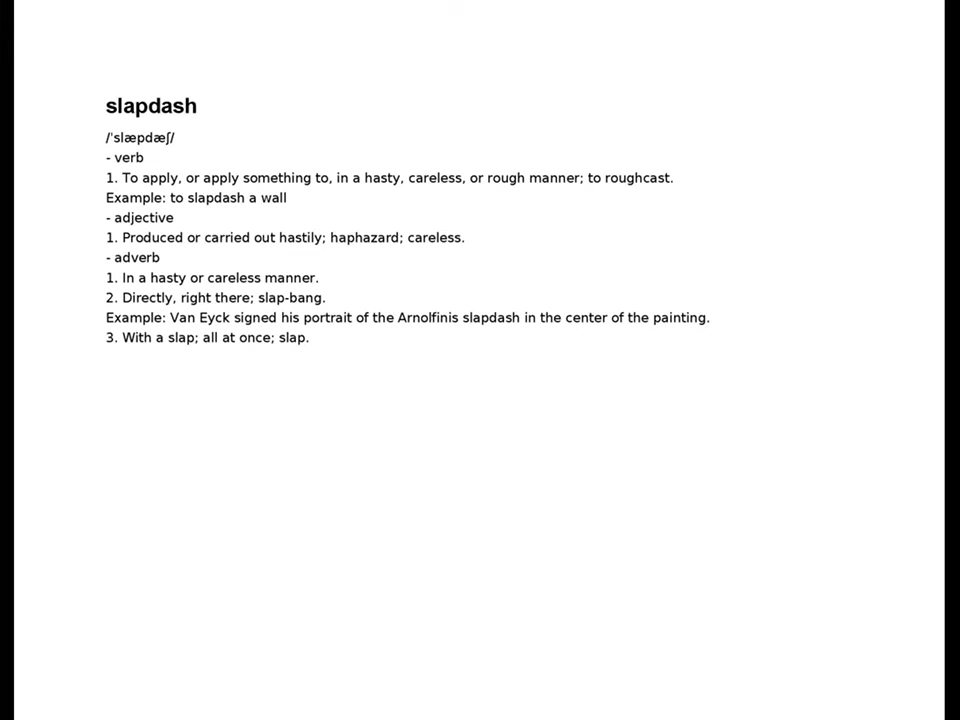 slapdash
/ˈslæpdæʃ/
- verb
1. To apply, or apply something to, in a hasty, careless, or rough manner; to roughcast.
Example: to slapdash a wall
- adjective
1. Produced or carried out hastily; haphazard; careless.
- adverb
1. In a hasty or careless manner.
2. Directly, right there; slap-bang.
Example: Van Eyck signed his portrait of the Arnolfinis slapdash in the center of the painting.
3. With a slap; all at once; slap.